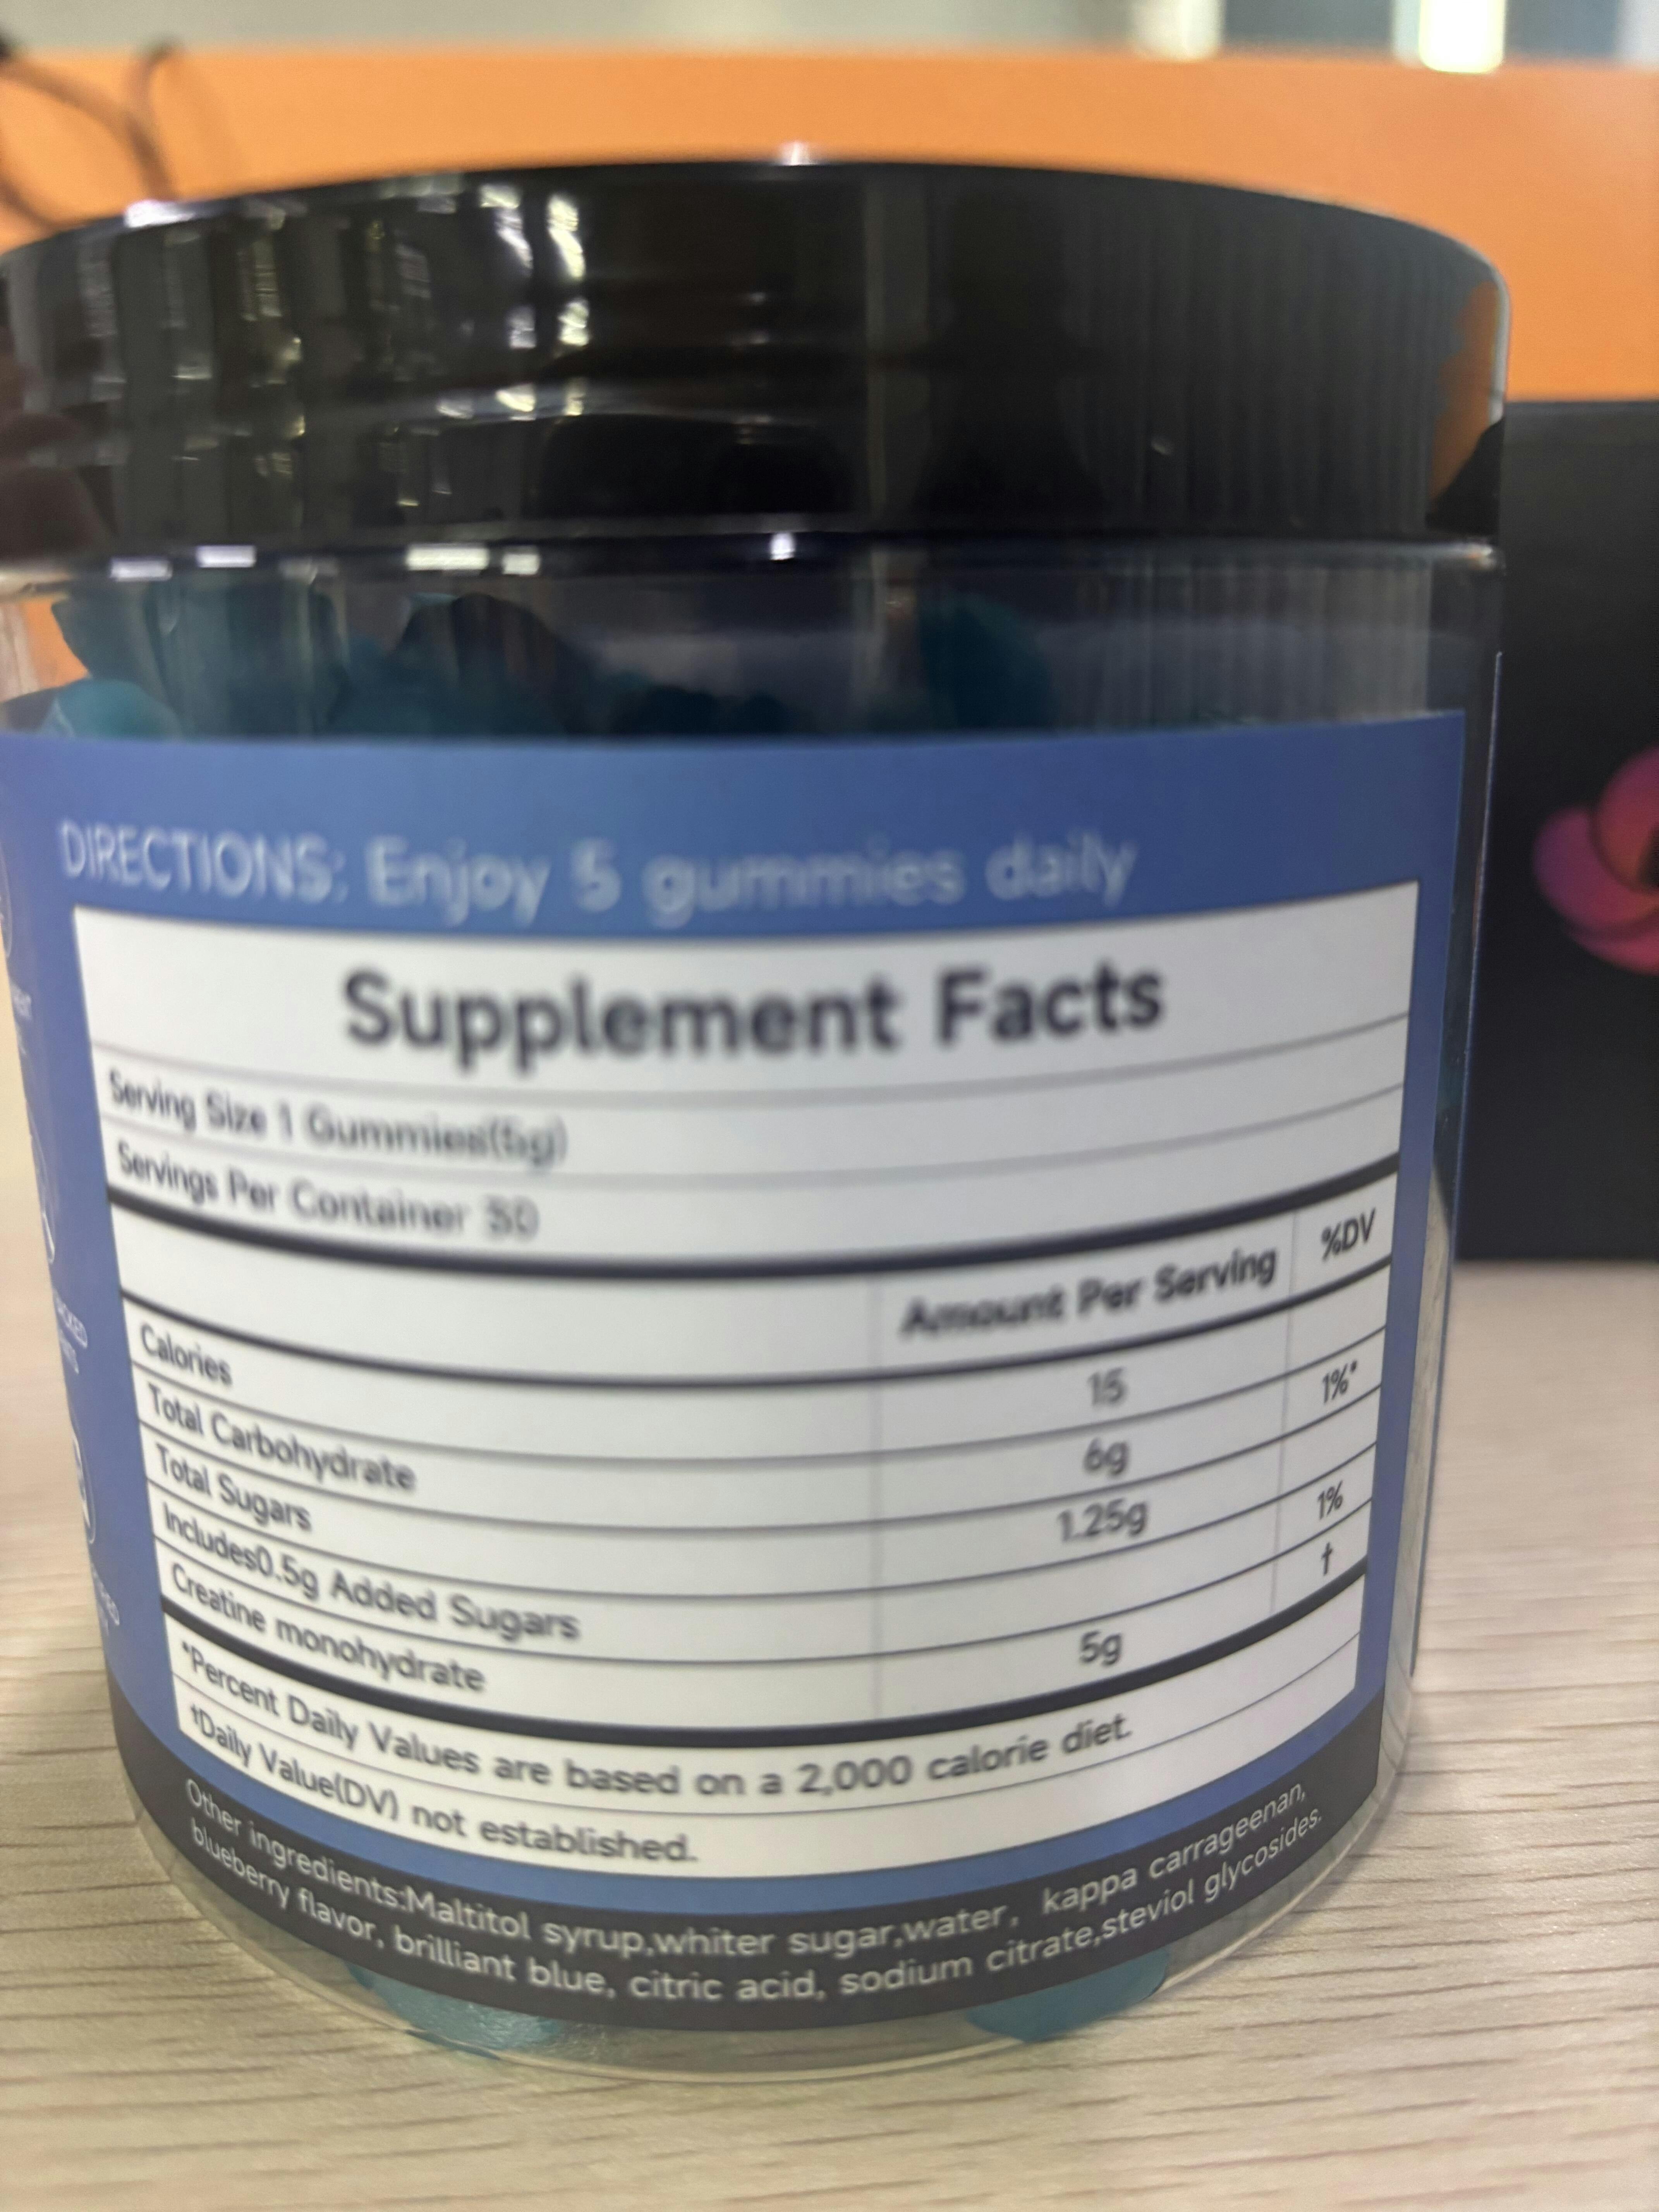 DIRECTIONS: Enjoy 5 gummies daily
Supplement Facts
Serving Size 1 Gummies(5g)
Servings Per Container 50
Amount Per Serving %DV
Calories 15
Total Carbohydrate 6g 1%*
Total Sugars 1.25g
Includes0.5g Added Sugars 1%
Creatine monohydrate 5g †
*Percent Daily Values are based on a 2,000 calorie diet.
†Daily Value(DV) not established.
Other ingredients:Maltitol syrup,whiter sugar,water, kappa carrageenan,
blueberry flavor, brilliant blue, citric acid, sodium citrate,steviol glycosides.